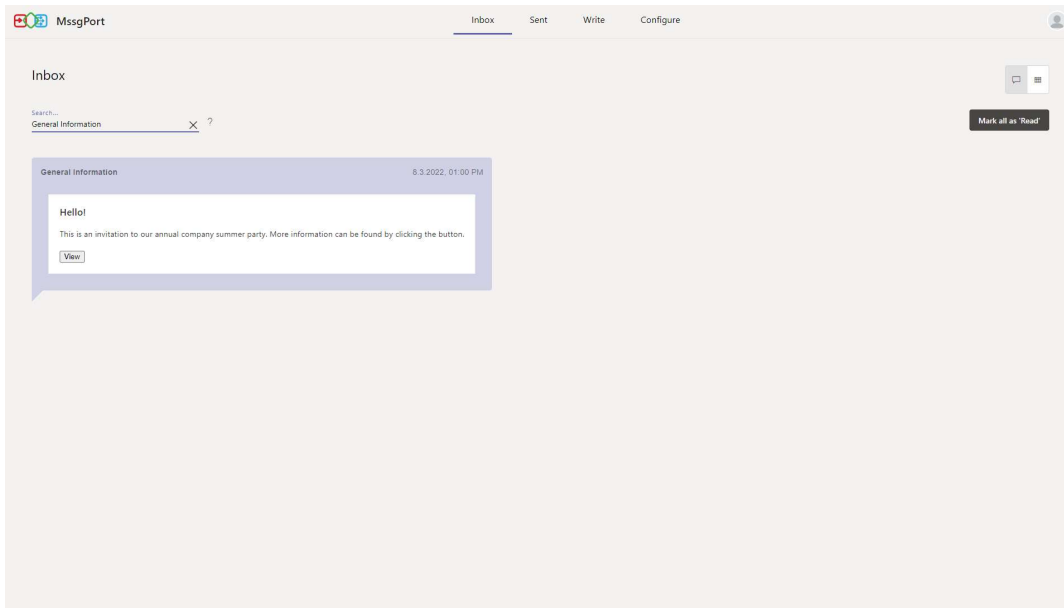 MssgPort
Inbox Sent Write Configure
Inbox
Search...
General Information
?
Mark all as 'Read'
General Information 8.3.2022, 01:00 PM
Hello!
This is an invitation to our annual company summer party. More information can be found by clicking the button.
View